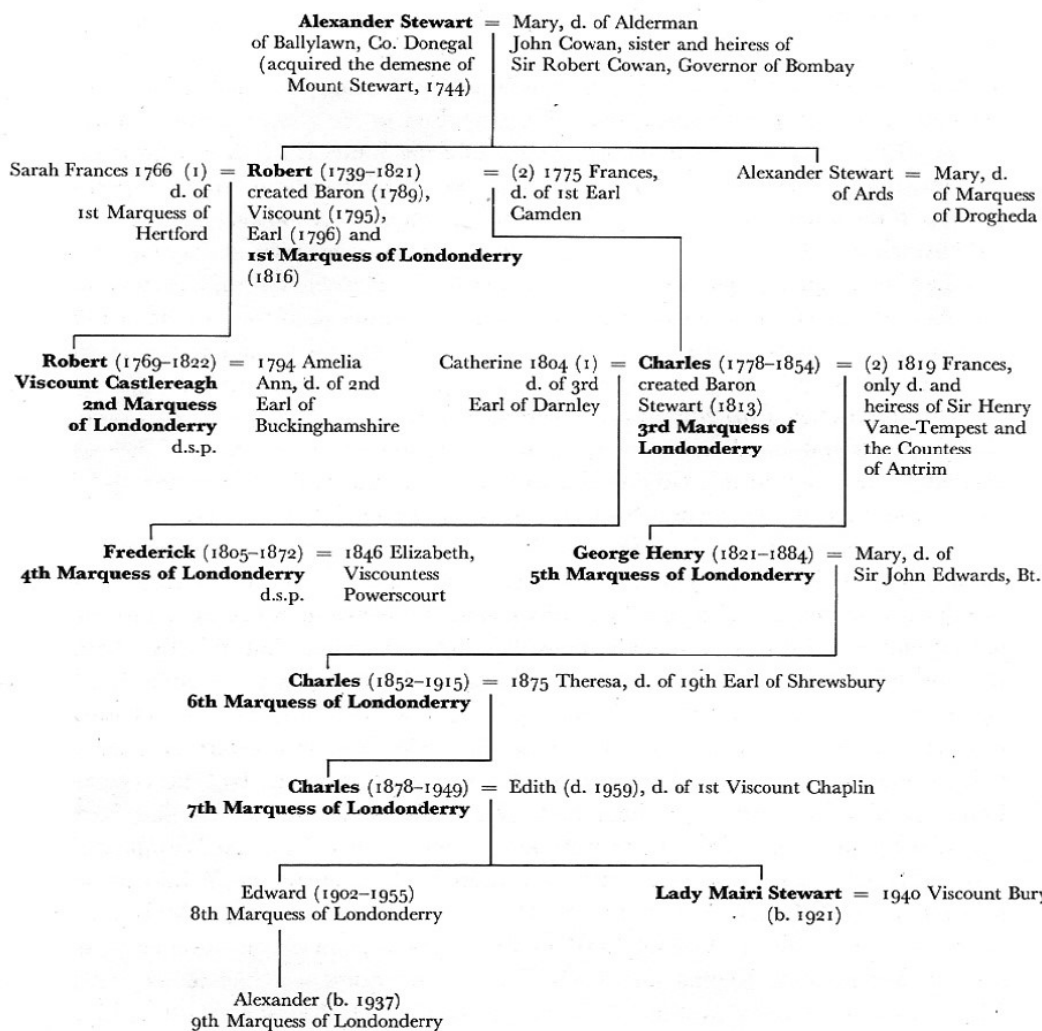 Alexander Stewart = Mary, d. of Alderman
of Ballylawn, Co. Donegal John Cowan, sister and heiress of
(acquired the demesne of Sir Robert Cowan, Governor of Bombay
Mount Stewart, 1744)
Sarah Frances 1766 (1) = Robert (1739–1821) = (2) 1775 Frances, Alexander Stewart = Mary, d.
d. of created Baron (1789), d. of 1st Earl of Ards of Marquess
1st Marquess of Viscount (1795), Camden of Drogheda
Hertford Earl (1796) and
1st Marquess of Londonderry
(1816)
Robert (1769–1822) = 1794 Amelia Catherine 1804 (1) = Charles (1778–1854) = (2) 1819 Frances,
Viscount Castlereagh Ann, d. of 2nd d. of 3rd created Baron only d. and
2nd Marquess Earl of Earl of Darnley Stewart (1813) heiress of Sir Henry
of Londonderry Buckinghamshire 3rd Marquess of Vane-Tempest and
d.s.p. Londonderry the Countess
of Antrim
Frederick (1805–1872) = 1846 Elizabeth, George Henry (1821–1884) = Mary, d. of
4th Marquess of Londonderry Viscountess 5th Marquess of Londonderry Sir John Edwards, Bt.
d.s.p. Powerscourt
Charles (1852–1915) = 1875 Theresa, d. of 19th Earl of Shrewsbury
6th Marquess of Londonderry
Charles (1878–1949) = Edith (d. 1959), d. of 1st Viscount Chaplin
7th Marquess of Londonderry
Edward (1902–1955) Lady Mairi Stewart = 1940 Viscount Bury
8th Marquess of Londonderry (b. 1921)
Alexander (b. 1937)
9th Marquess of Londonderry